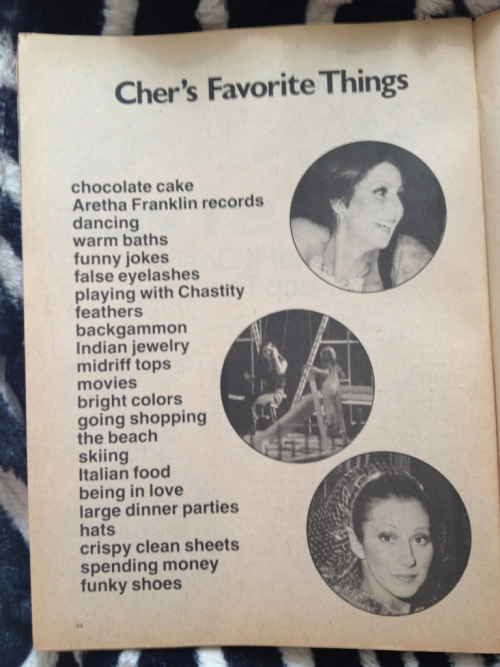 Cher's Favorite Things
chocolate cake
Aretha Franklin records
dancing
warm baths
funny jokes
false eyelashes
playing with Chastity
feathers
backgammon
Indian jewelry
midriff tops
movies
bright colors
going shopping
the beach
skiing
Italian food
being in love
large dinner parties
hats
crispy clean sheets
spending money
funky shoes